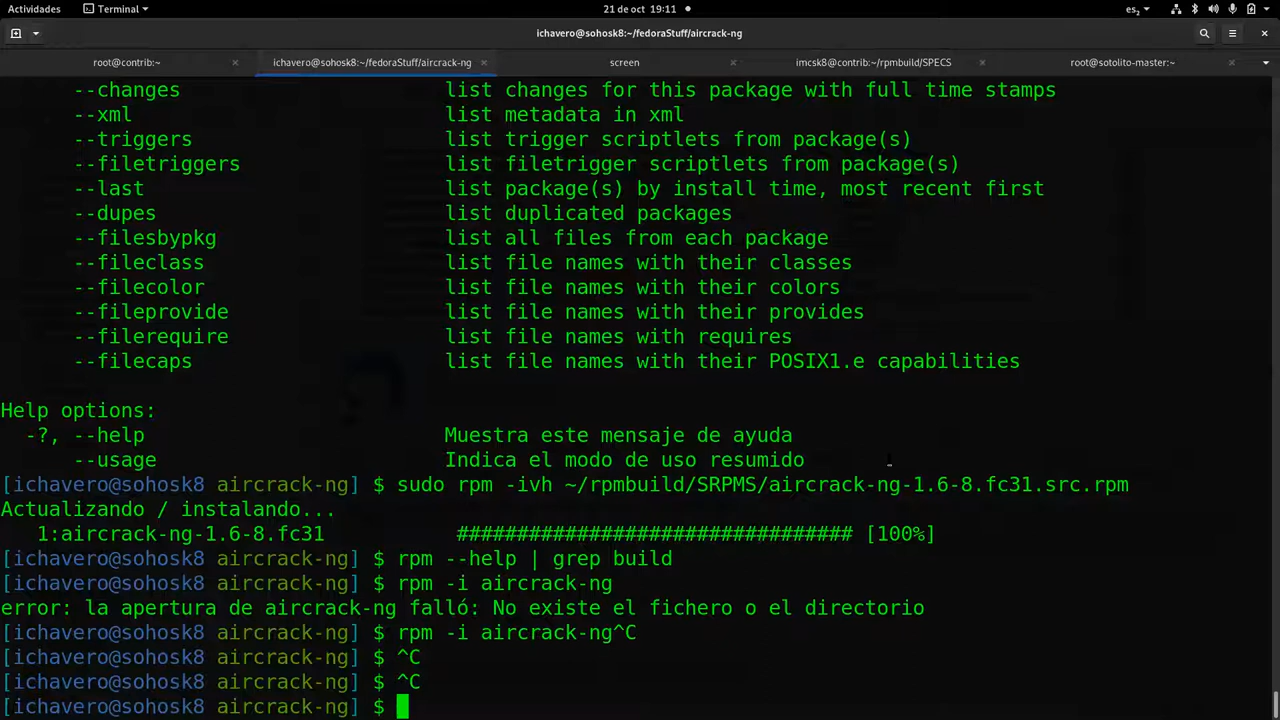 Actividades
Terminal
21 de oct 19:11
es₂
ichavero@sohosk8:~/fedoraStuff/aircrack-ng
root@contrib:~
ichavero@sohosk8:~/fedoraStuff/aircrack-ng
screen
imcsk8@contrib:~/rpmbuild/SPECS
root@sotolito-master:~
--changes list changes for this package with full time stamps
--xml list metadata in xml
--triggers list trigger scriptlets from package(s)
--filetriggers list filetrigger scriptlets from package(s)
--last list package(s) by install time, most recent first
--dupes list duplicated packages
--filesbypkg list all files from each package
--fileclass list file names with their classes
--filecolor list file names with their colors
--fileprovide list file names with their provides
--filerequire list file names with requires
--filecaps list file names with their POSIX1.e capabilities
Help options:
-?, --help Muestra este mensaje de ayuda
--usage Indica el modo de uso resumido
[ichavero@sohosk8 aircrack-ng] $ sudo rpm -ivh ~/rpmbuild/SRPMS/aircrack-ng-1.6-8.fc31.src.rpm
Actualizando / instalando...
1:aircrack-ng-1.6-8.fc31 ################################# [100%]
[ichavero@sohosk8 aircrack-ng] $ rpm --help | grep build
[ichavero@sohosk8 aircrack-ng] $ rpm -i aircrack-ng
error: la apertura de aircrack-ng falló: No existe el fichero o el directorio
[ichavero@sohosk8 aircrack-ng] $ rpm -i aircrack-ng^C
[ichavero@sohosk8 aircrack-ng] $ ^C
[ichavero@sohosk8 aircrack-ng] $ ^C
[ichavero@sohosk8 aircrack-ng] $